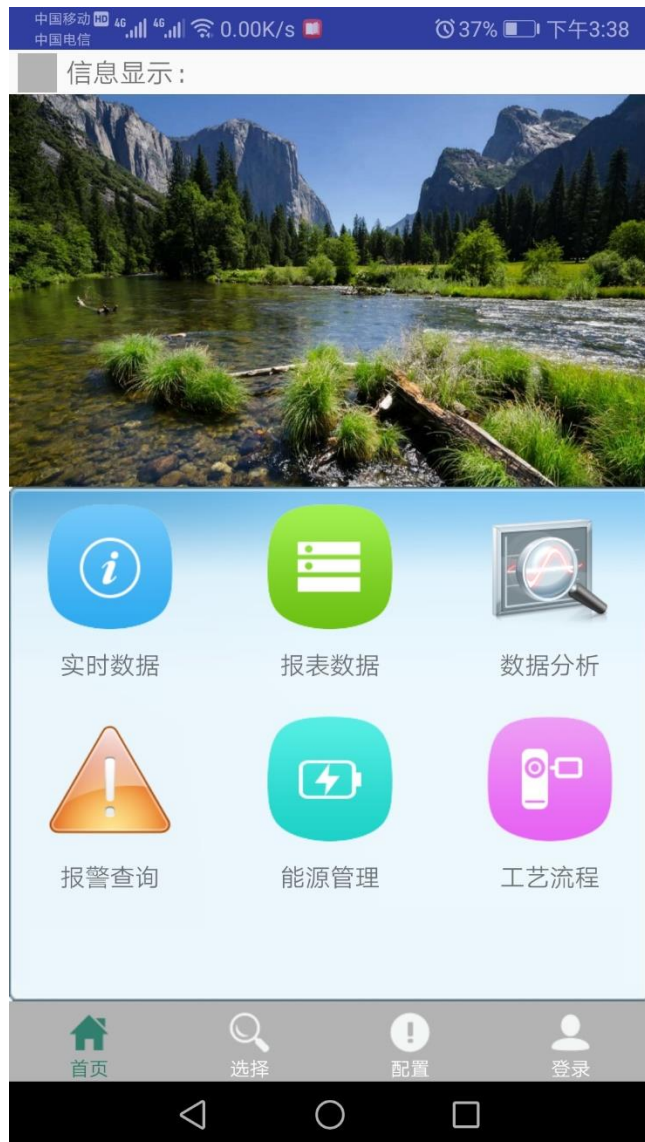 中国移动 HD 4G 4G 0.00K/s 37% 下午3:38
中国电信
信息显示:
实时数据 报表数据 数据分析
报警查询 能源管理 工艺流程
首页 选择 配置 登录